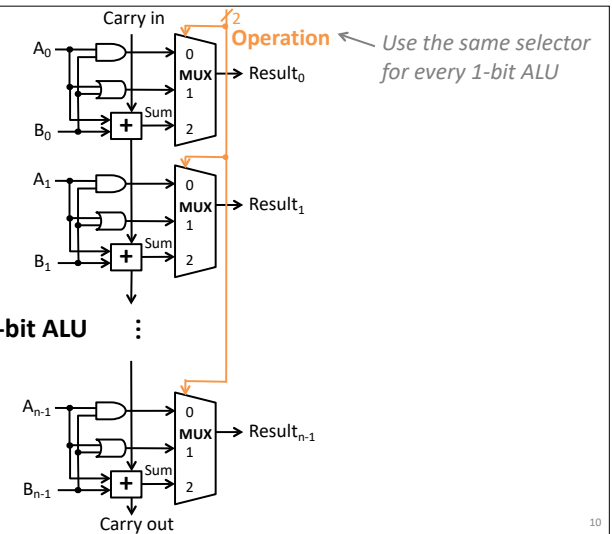 Carry in
2
Operation
Use the same selector
for every 1-bit ALU
A0
0
MUX
Result0
1
Sum
B0
+
2
A1
0
MUX
Result1
1
Sum
B1
+
2
-bit ALU
⋮
An-1
0
MUX
Resultn-1
1
Sum
Bn-1
+
2
Carry out
10